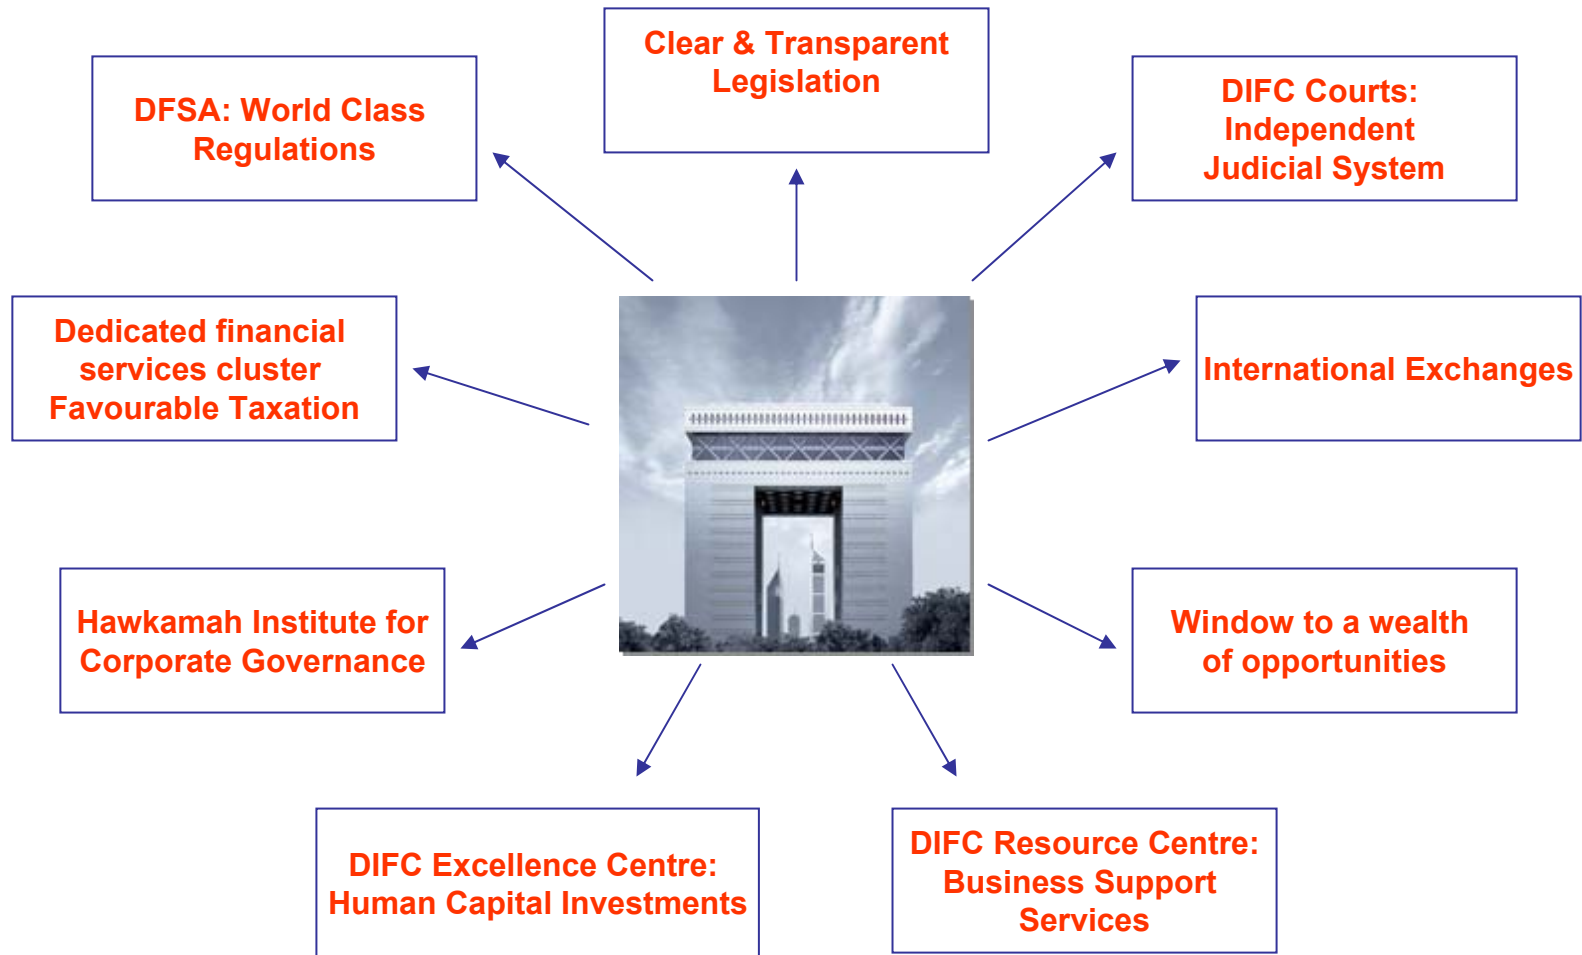 Clear & Transparent
Legislation
DFSA: World Class
Regulations
DIFC Courts:
Independent
Judicial System
Dedicated financial
services cluster
Favourable Taxation
International Exchanges
Hawkamah Institute for
Corporate Governance
Window to a wealth
of opportunities
DIFC Excellence Centre:
Human Capital Investments
DIFC Resource Centre:
Business Support
Services